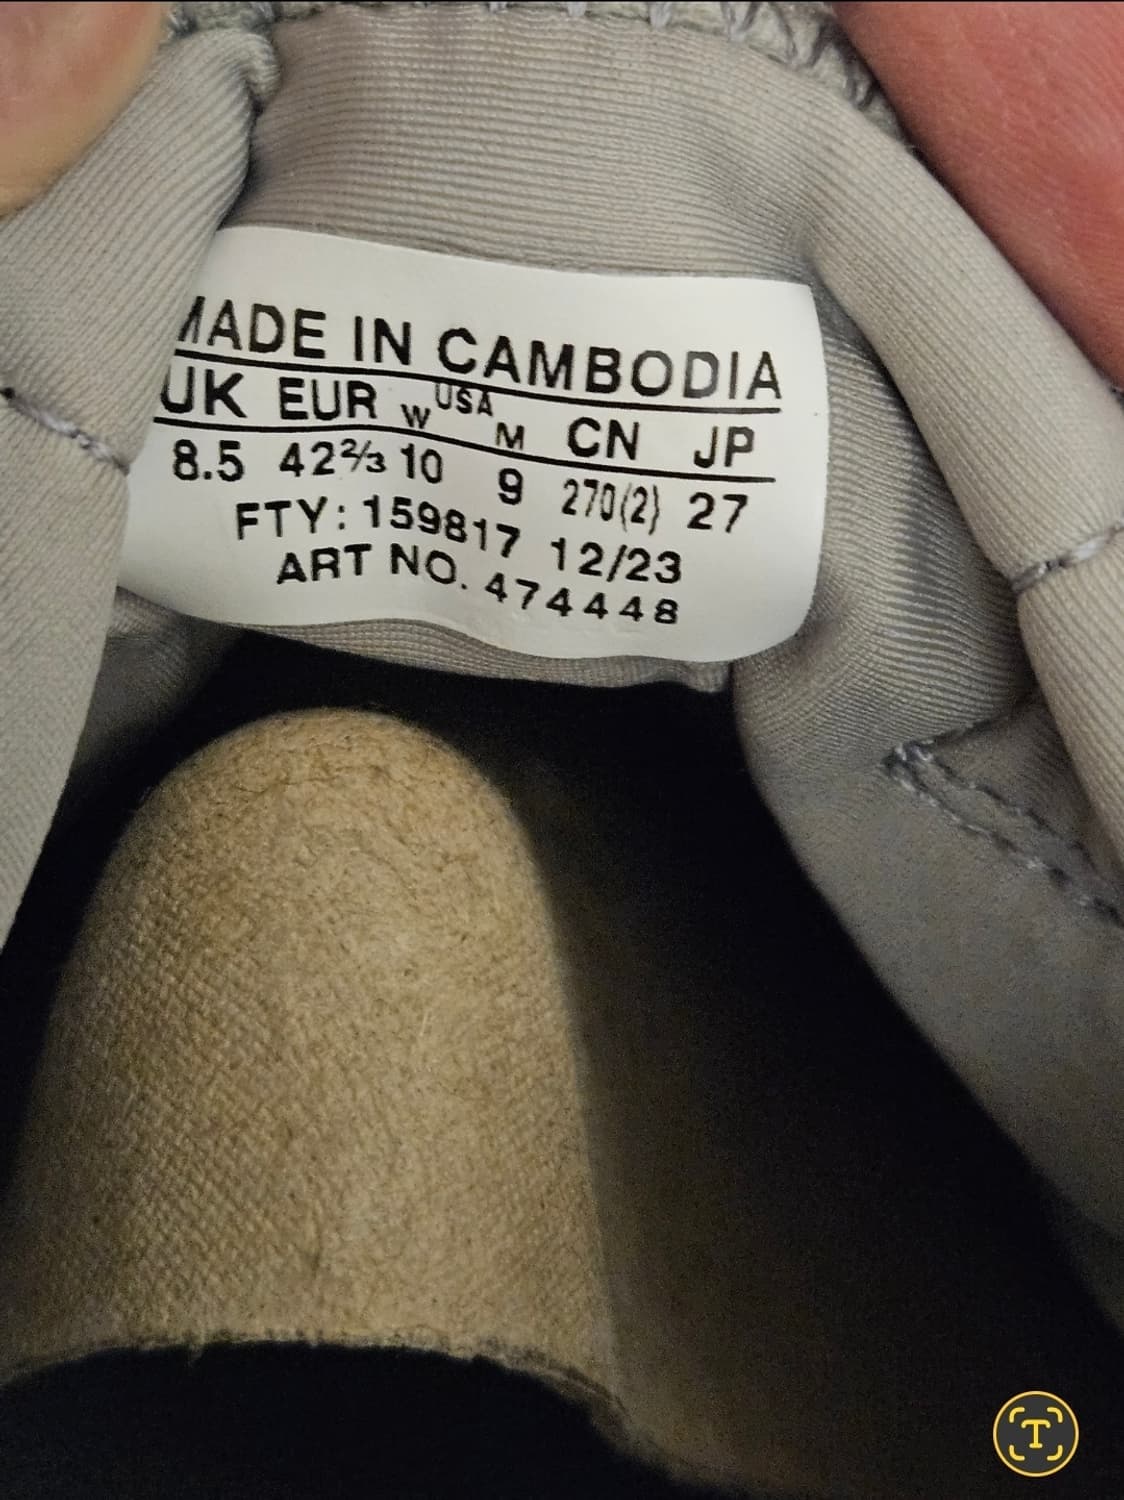 MADE IN CAMBODIA
UK EUR W USA M CN JP
8.5 42⅔ 10 9 270(2) 27
FTY: 159817 12/23
ART NO. 474448
T